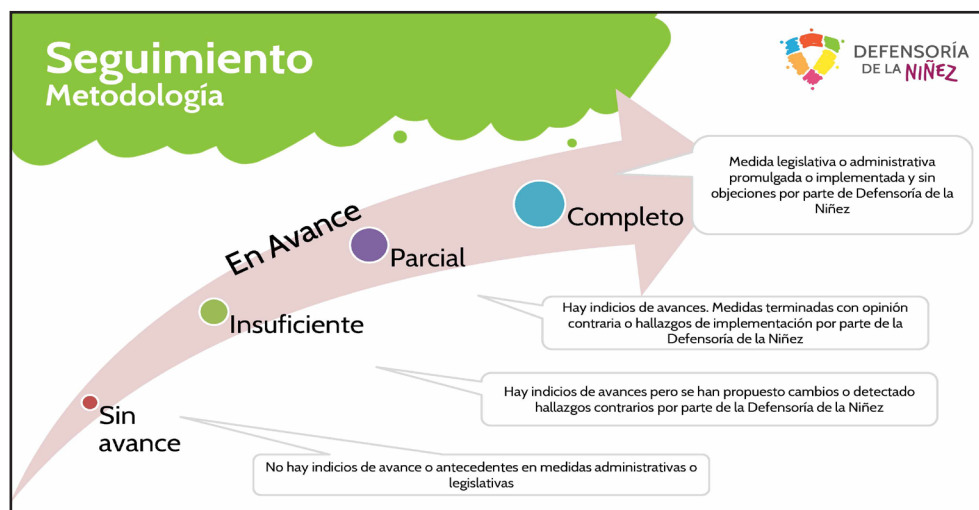 Seguimiento
Metodología
DEFENSORÍA
DE LA NIÑEZ
Medida legislativa o administrativa
promulgada o implementada y sin
objeciones por parte de Defensoría de la
Niñez
Completo
En Avance
Parcial
Hay indicios de avances. Medidas terminadas con opinión
contraria o hallazgos de implementación por parte de la
Defensoría de la Niñez
Insuficiente
Hay indicios de avances pero se han propuesto cambios o detectado
hallazgos contrarios por parte de la Defensoría de la Niñez
Sin
avance
No hay indicios de avance o antecedentes en medidas administrativas o
legislativas